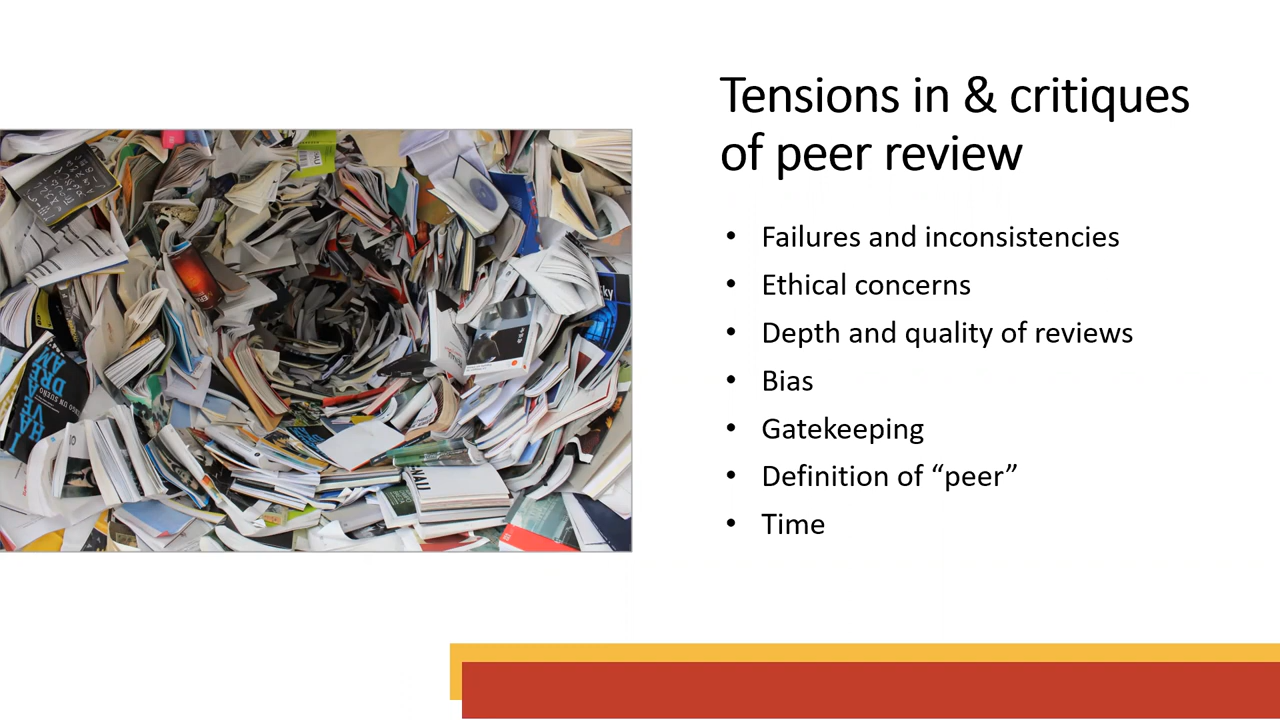 Tensions in & critiques
of peer review
• Failures and inconsistencies
• Ethical concerns
• Depth and quality of reviews
• Bias
• Gatekeeping
• Definition of “peer”
• Time